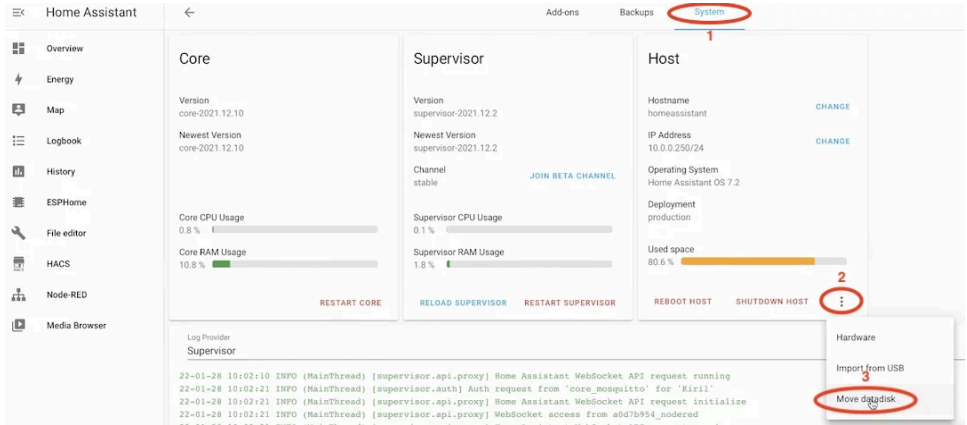 Home Assistant
Add-ons
Backups
System
1
Overview
Energy
Map
Logbook
History
ESPHome
File editor
HACS
Node-RED
Media Browser
Core
Version
core-2021.12.10
Newest Version
core-2021.12.10
Core CPU Usage
0.8 %
Core RAM Usage
10.8 %
RESTART CORE
Supervisor
Version
supervisor-2021.12.2
Newest Version
supervisor-2021.12.2
Channel
stable
JOIN BETA CHANNEL
Supervisor CPU Usage
0.1 %
Supervisor RAM Usage
1.8 %
RELOAD SUPERVISOR
RESTART SUPERVISOR
Host
Hostname
homeassistant
CHANGE
IP Address
10.0.0.250/24
CHANGE
Operating System
Home Assistant OS 7.2
Deployment
production
Used space
80.6 %
2
REBOOT HOST
SHUTDOWN HOST
Hardware
Import from USB
3
Move datadisk
Log Provider
Supervisor
22-01-28 10:02:10 INFO (MainThread) [supervisor.api.proxy] Home Assistant WebSocket API request running
22-01-28 10:02:21 INFO (MainThread) [supervisor.auth] Auth request from 'core_mosquitto' for 'Kiril'
22-01-28 10:02:21 INFO (MainThread) [supervisor.api.proxy] Home Assistant WebSocket API request initialize
22-01-28 10:02:21 INFO (MainThread) [supervisor.api.proxy] WebSocket access from a0d7b954_nodered